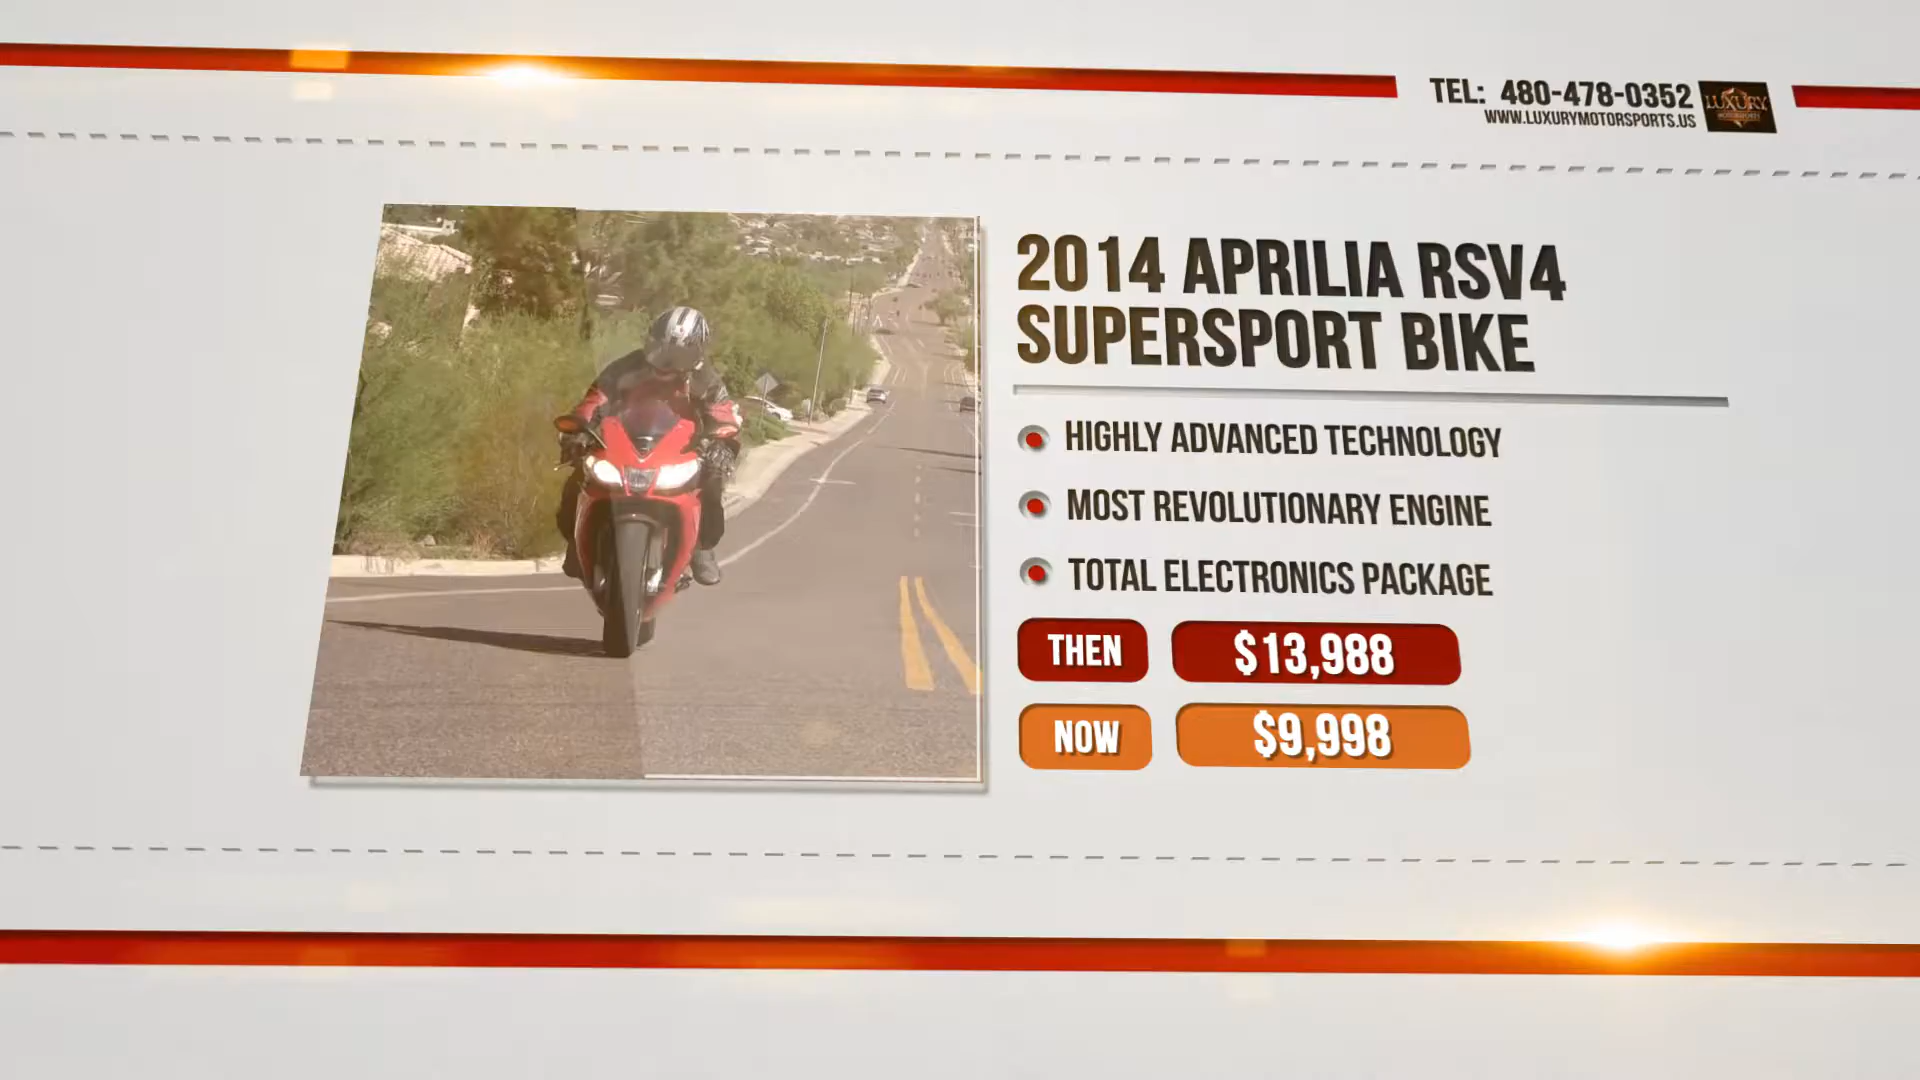 TEL: 480-478-0352
WWW.LUXURYMOTORSPORTS.US
LUXURY
MOTORSPORTS
2014 APRILIA RSV4
SUPERSPORT BIKE
HIGHLY ADVANCED TECHNOLOGY
MOST REVOLUTIONARY ENGINE
TOTAL ELECTRONICS PACKAGE
THEN $13,988
NOW $9,998